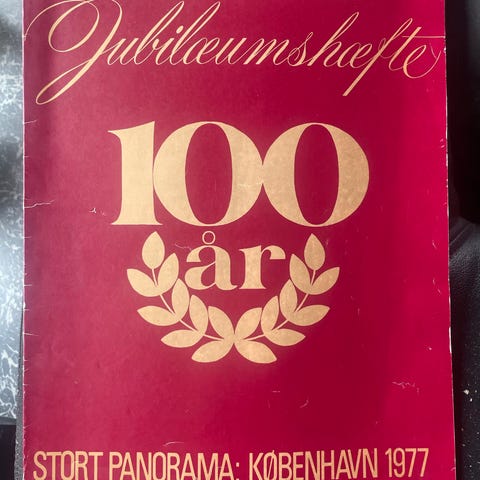 Jubilæumshæfte
100
år
STORT PANORAMA: KØBENHAVN 1977